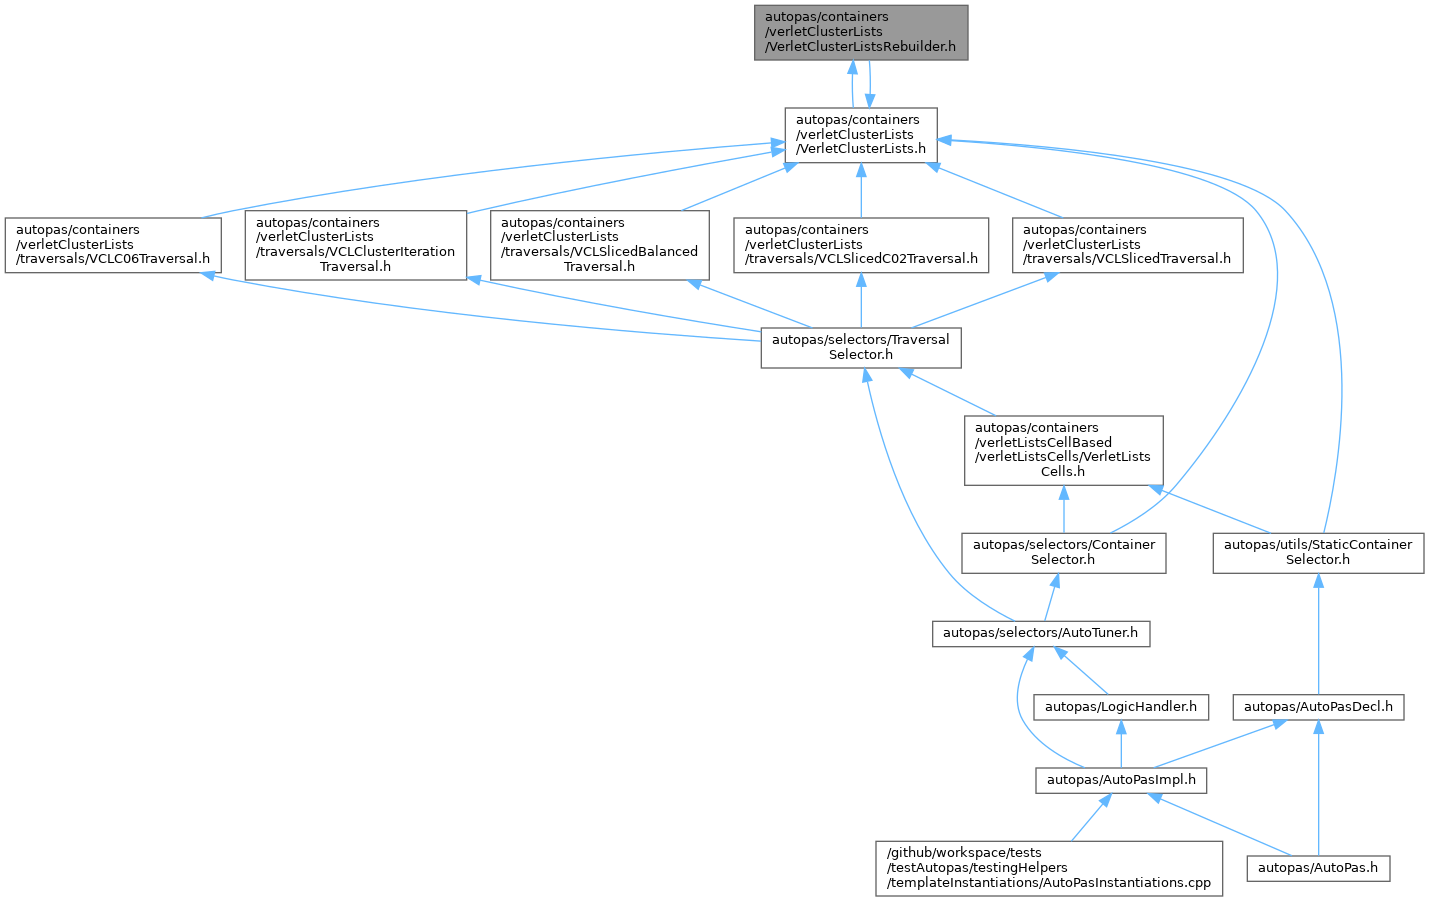 autopas/containers
/verletClusterLists
/VerletClusterListsRebuilder.h
autopas/containers
/verletClusterLists
/VerletClusterLists.h
autopas/containers
/verletClusterLists
/traversals/VCLC06Traversal.h
autopas/containers
/verletClusterLists
/traversals/VCLClusterIteration
Traversal.h
autopas/containers
/verletClusterLists
/traversals/VCLSlicedBalanced
Traversal.h
autopas/containers
/verletClusterLists
/traversals/VCLSlicedC02Traversal.h
autopas/containers
/verletClusterLists
/traversals/VCLSlicedTraversal.h
autopas/selectors/Traversal
Selector.h
autopas/containers
/verletListsCellBased
/verletListsCells/VerletLists
Cells.h
autopas/selectors/Container
Selector.h
autopas/utils/StaticContainer
Selector.h
autopas/selectors/AutoTuner.h
autopas/LogicHandler.h
autopas/AutoPasDecl.h
autopas/AutoPasImpl.h
/github/workspace/tests
/testAutopas/testingHelpers
/templateInstantiations/AutoPasInstantiations.cpp
autopas/AutoPas.h